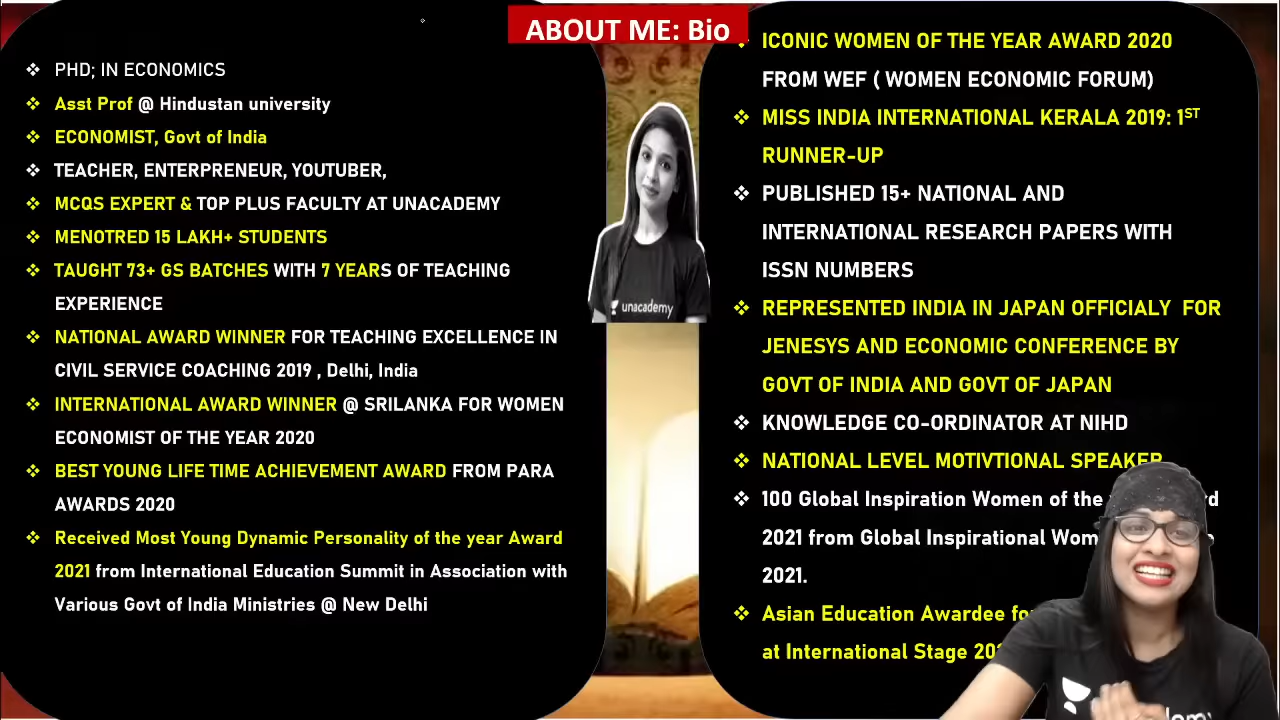 ABOUT ME: Bio
PHD; IN ECONOMICS
Asst Prof @ Hindustan university
ECONOMIST, Govt of India
TEACHER, ENTERPRENEUR, YOUTUBER,
MCQS EXPERT & TOP PLUS FACULTY AT UNACADEMY
MENOTRED 15 LAKH+ STUDENTS
TAUGHT 73+ GS BATCHES WITH 7 YEARS OF TEACHING
EXPERIENCE
NATIONAL AWARD WINNER FOR TEACHING EXCELLENCE IN
CIVIL SERVICE COACHING 2019 , Delhi, India
INTERNATIONAL AWARD WINNER @ SRILANKA FOR WOMEN
ECONOMIST OF THE YEAR 2020
BEST YOUNG LIFE TIME ACHIEVEMENT AWARD FROM PARA
AWARDS 2020
Received Most Young Dynamic Personality of the year Award
2021 from International Education Summit in Association with
Various Govt of India Ministries @ New Delhi
unacademy
ICONIC WOMEN OF THE YEAR AWARD 2020
FROM WEF ( WOMEN ECONOMIC FORUM)
MISS INDIA INTERNATIONAL KERALA 2019: 1ST
RUNNER-UP
PUBLISHED 15+ NATIONAL AND
INTERNATIONAL RESEARCH PAPERS WITH
ISSN NUMBERS
REPRESENTED INDIA IN JAPAN OFFICIALY FOR
JENESYS AND ECONOMIC CONFERENCE BY
GOVT OF INDIA AND GOVT OF JAPAN
KNOWLEDGE CO-ORDINATOR AT NIHD
NATIONAL LEVEL MOTIVTIONAL SPEAKER
100 Global Inspiration Women of the
2021 from Global Inspirational
2021.
Asian Education Awardee
at International Stage